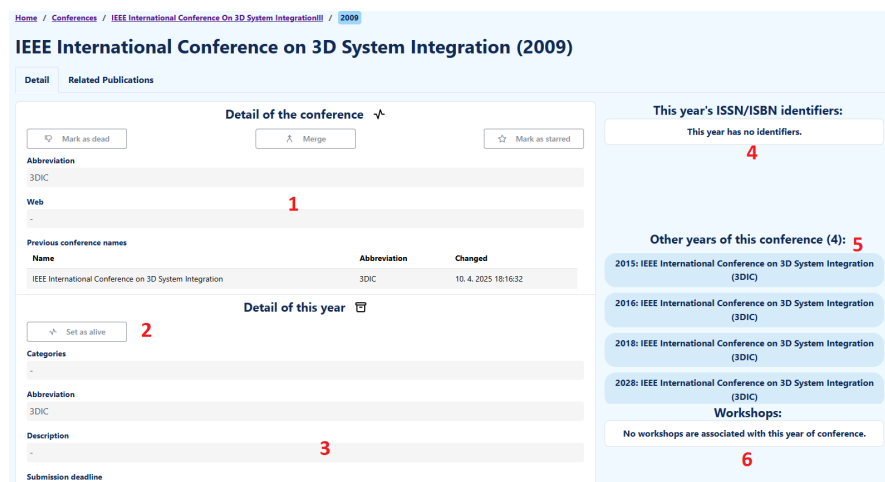 Home / Conferences / IEEE International Conference On 3D System IntegrationIII / 2009
IEEE International Conference on 3D System Integration (2009)
Detail Related Publications
Detail of the conference
Mark as dead Merge Mark as starred
Abbreviation
3DIC
Web
-
1
Previous conference names
Name Abbreviation Changed
IEEE International Conference on 3D System Integration 3DIC 10. 4. 2025 18:16:32
Detail of this year
Set as alive 2
Categories
-
Abbreviation
3DIC
Description
-
3
Submission deadline
This year's ISSN/ISBN identifiers:
This year has no identifiers.
4
Other years of this conference (4): 5
2015: IEEE International Conference on 3D System Integration
(3DIC)
2016: IEEE International Conference on 3D System Integration
(3DIC)
2018: IEEE International Conference on 3D System Integration
(3DIC)
2028: IEEE International Conference on 3D System Integration
(3DIC)
Workshops:
No workshops are associated with this year of conference.
6